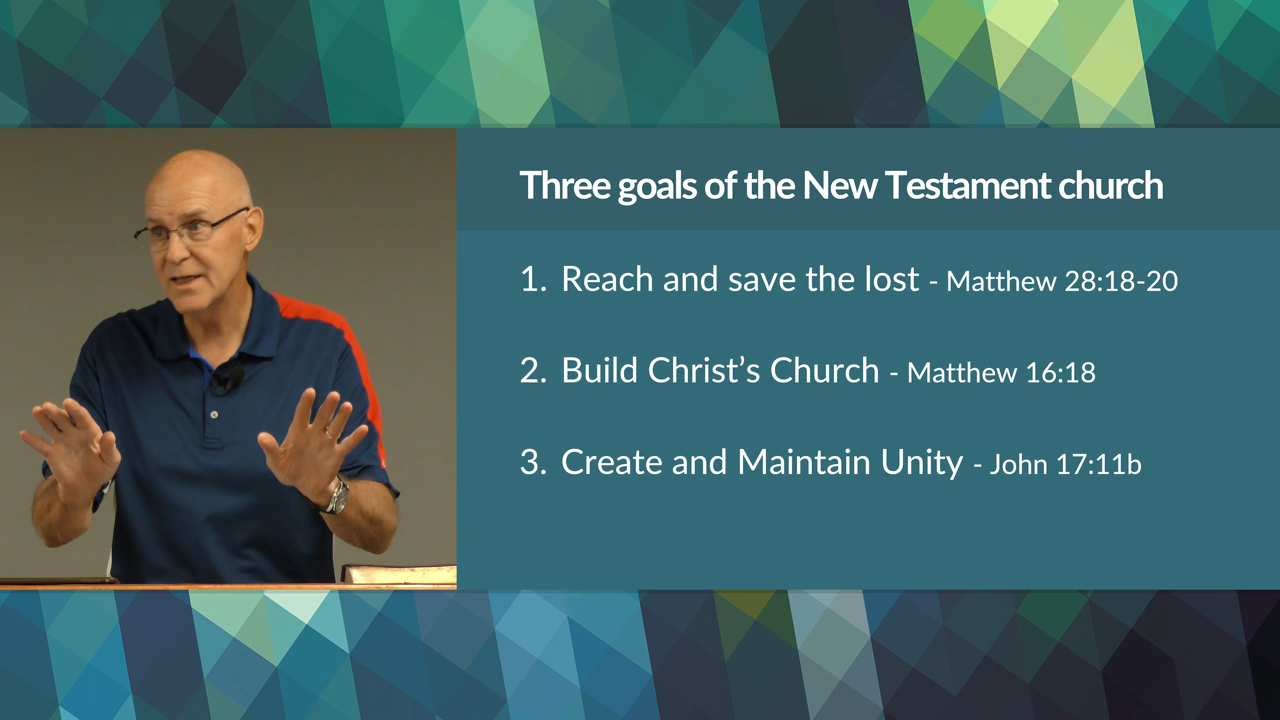 Three goals of the New Testament church
1. Reach and save the lost - Matthew 28:18-20
2. Build Christ’s Church - Matthew 16:18
3. Create and Maintain Unity - John 17:11b